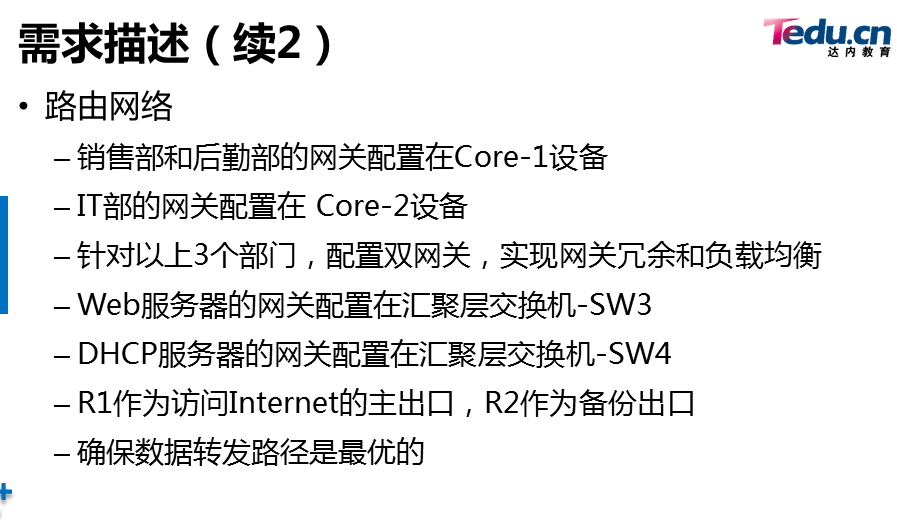 需求描述（续2）
Tedu.cn
达内教育
• 路由网络
– 销售部和后勤部的网关配置在Core-1设备
– IT部的网关配置在 Core-2设备
– 针对以上3个部门，配置双网关，实现网关冗余和负载均衡
– Web服务器的网关配置在汇聚层交换机-SW3
– DHCP服务器的网关配置在汇聚层交换机-SW4
– R1作为访问Internet的主出口，R2作为备份出口
– 确保数据转发路径是最优的